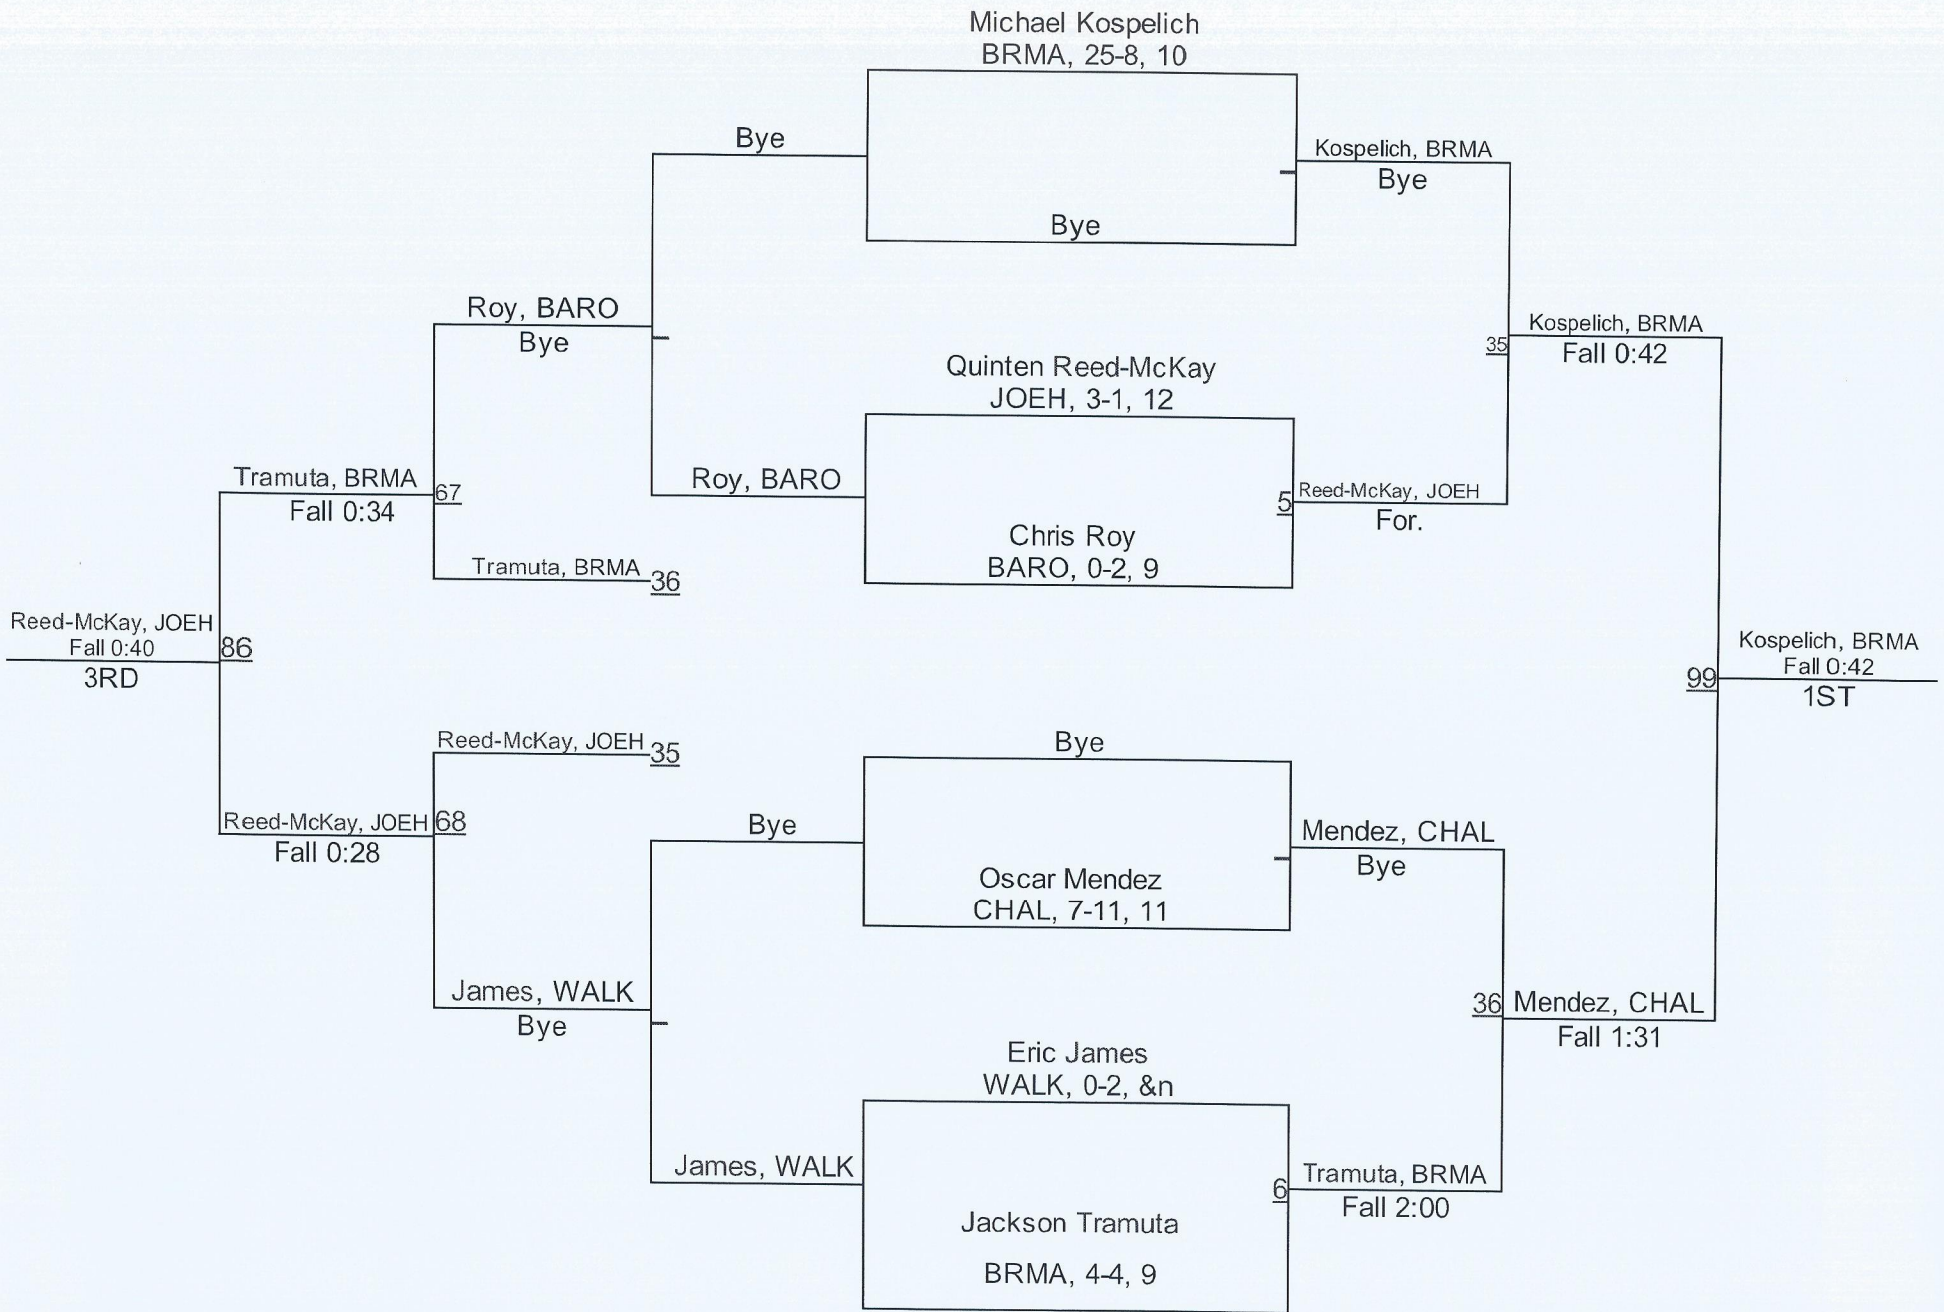 Michael Kospelich
BRMA, 25-8, 10
Bye
Kospelich, BRMA
Bye
Bye
Roy, BARO
Bye
Kospelich, BRMA
Fall 0:42
35
Quinten Reed-McKay
JOEH, 3-1, 12
Tramuta, BRMA
Fall 0:34
67
Roy, BARO
5
Reed-McKay, JOEH
For.
Chris Roy
BARO, 0-2, 9
Tramuta, BRMA
36
Reed-McKay, JOEH
Fall 0:40
3RD
86
99
Kospelich, BRMA
Fall 0:42
1ST
Reed-McKay, JOEH
35
Bye
Reed-McKay, JOEH
Fall 0:28
68
Bye
Mendez, CHAL
Bye
Oscar Mendez
CHAL, 7-11, 11
James, WALK
Bye
36
Mendez, CHAL
Fall 1:31
Eric James
WALK, 0-2, &n
James, WALK
6
Tramuta, BRMA
Fall 2:00
Jackson Tramuta
BRMA, 4-4, 9